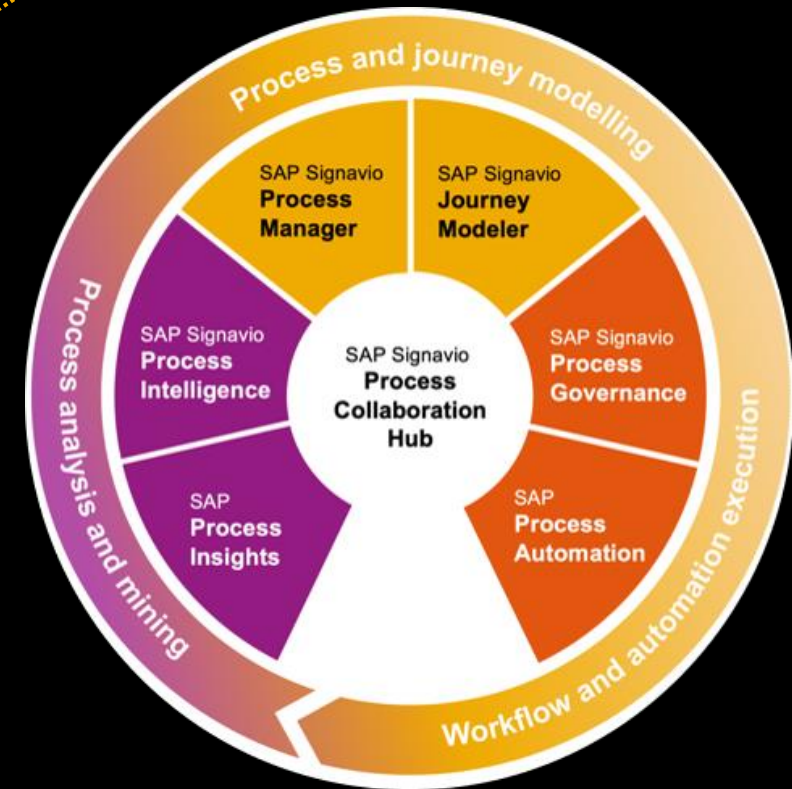 Process and journey modelling
SAP Signavio
Process
Manager
SAP Signavio
Journey
Modeler
SAP Signavio
Process
Intelligence
SAP Signavio
Process
Collaboration
Hub
SAP Signavio
Process
Governance
SAP
Process
Insights
SAP
Process
Automation
Process analysis and mining
Workflow and automation execution